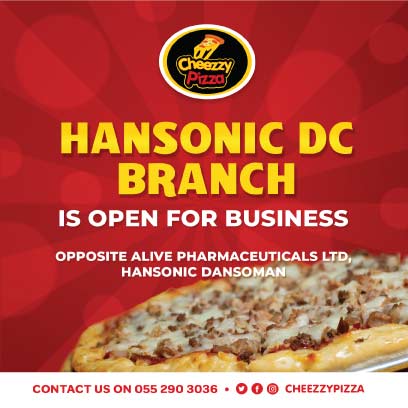 Cheezzy
Pizza
HANSONIC DC
BRANCH
IS OPEN FOR BUSINESS
OPPOSITE ALIVE PHARMACEUTICALS LTD,
HANSONIC DANSOMAN
CONTACT US ON 055 290 3036 • CHEEZZYPIZZA